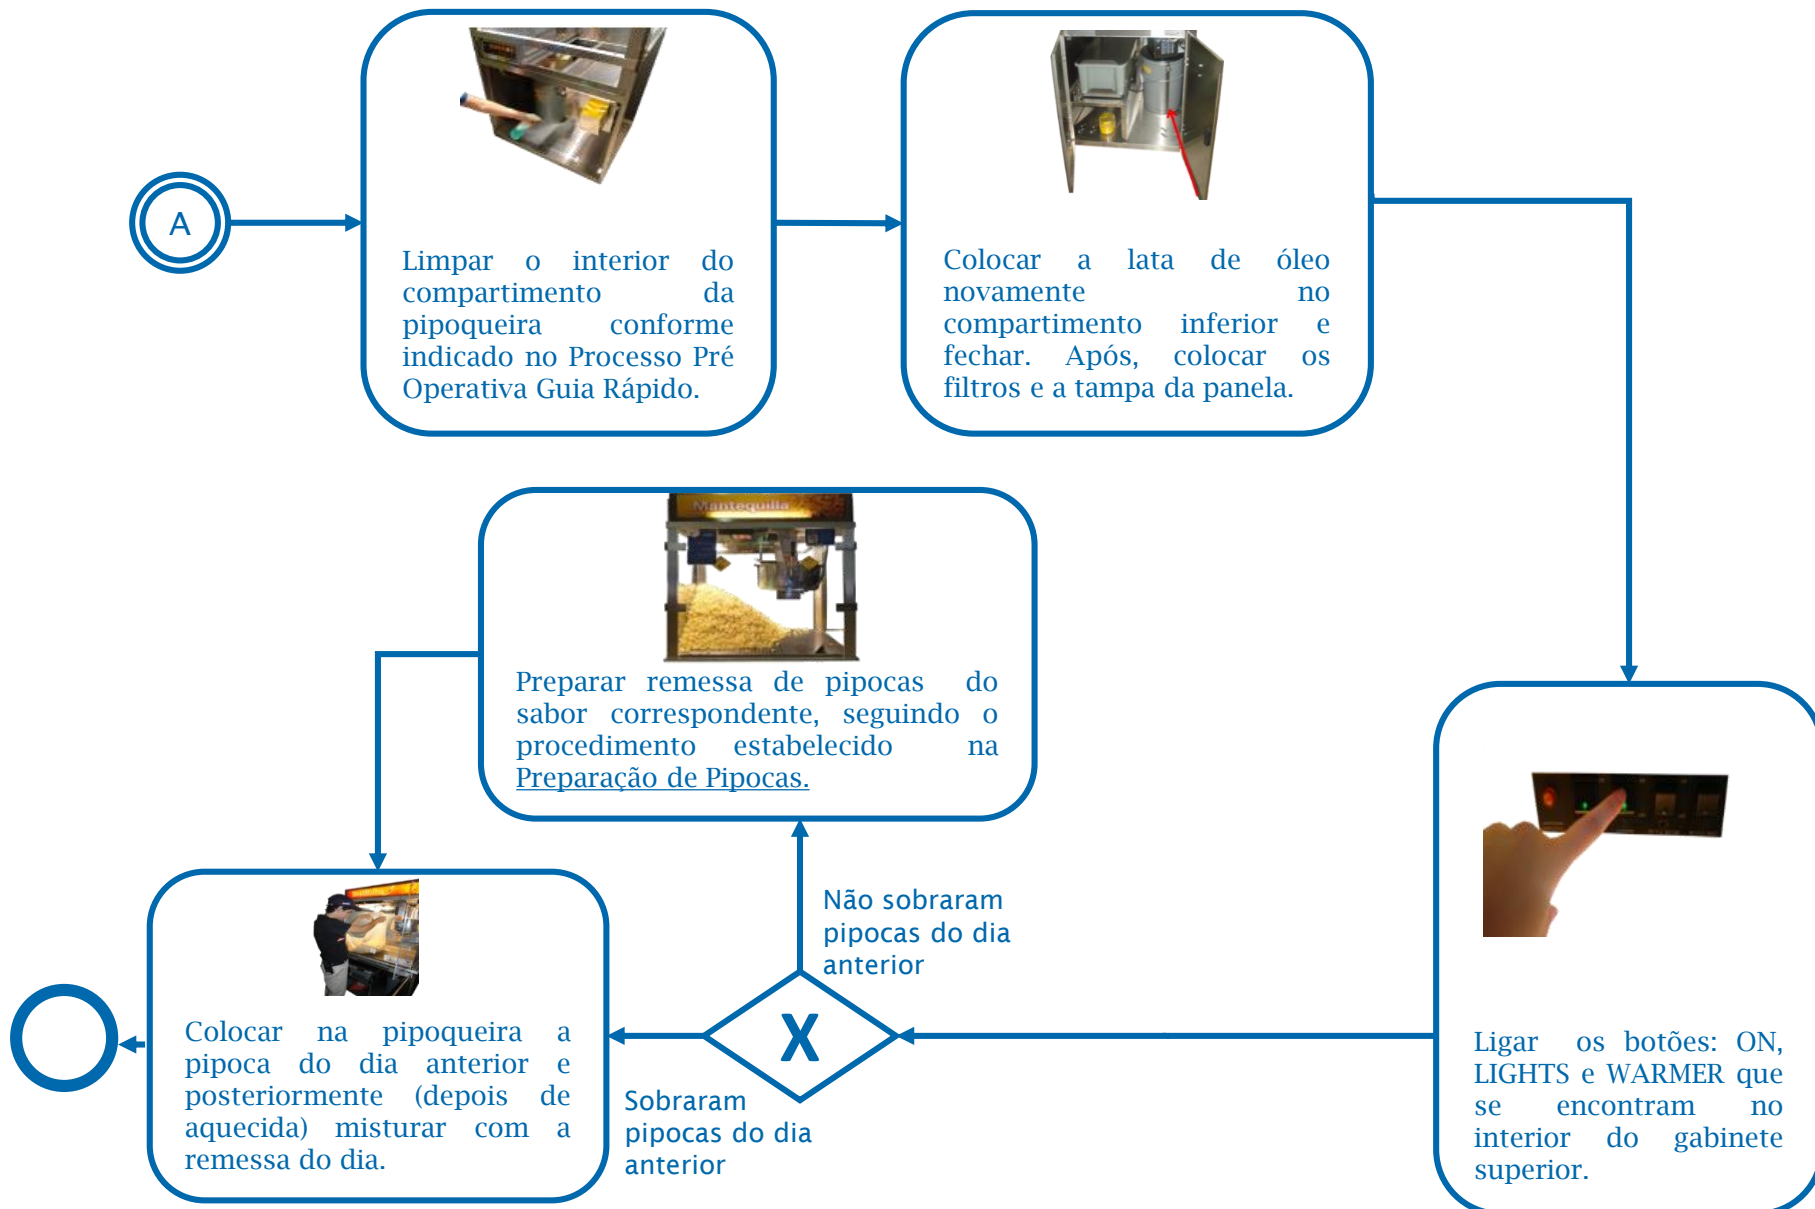 A
Limpar o interior do
compartimento da
pipoqueira conforme
indicado no Processo Pré
Operativa Guia Rápido.
Colocar a lata de óleo
novamente no
compartimento inferior e
fechar. Após, colocar os
filtros e a tampa da panela.
Mantequilla
Preparar remessa de pipocas do
sabor correspondente, seguindo o
procedimento estabelecido na
Preparação de Pipocas.
Não sobraram
pipocas do dia
anterior
X
Sobraram
pipocas do dia
anterior
Ligar os botões: ON,
LIGHTS e WARMER que
se encontram no
interior do gabinete
superior.
Colocar na pipoqueira a
pipoca do dia anterior e
posteriormente (depois de
aquecida) misturar com a
remessa do dia.